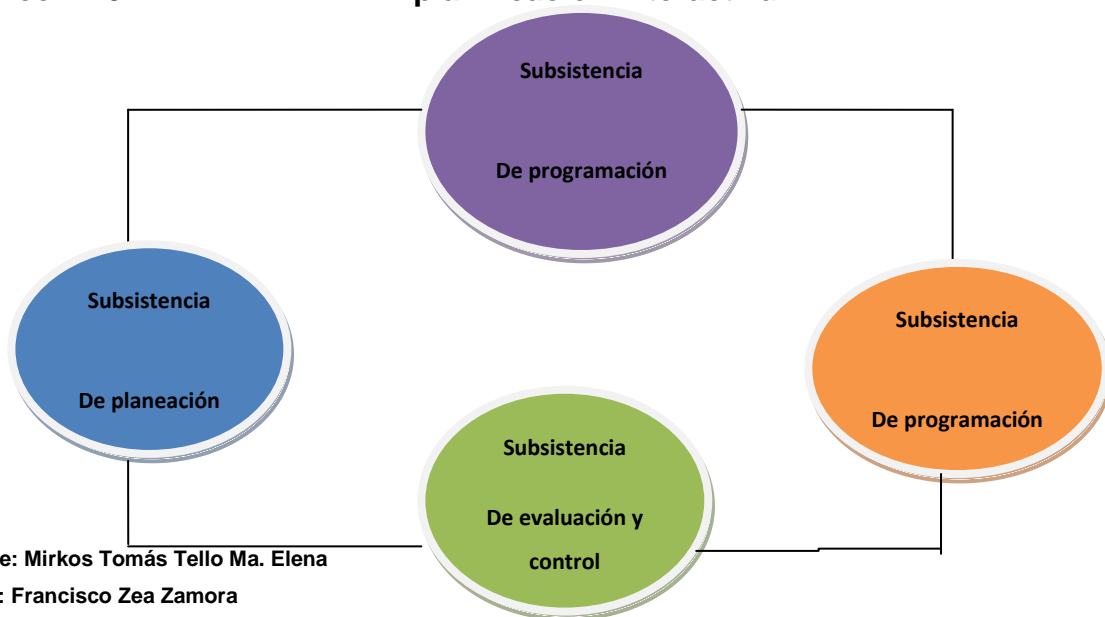 Subsistencia
De programación
Subsistencia
De planeación
Subsistencia
De programación
Subsistencia
De evaluación y
control
e: Mirkos Tomás Tello Ma. Elena
: Francisco Zea Zamora